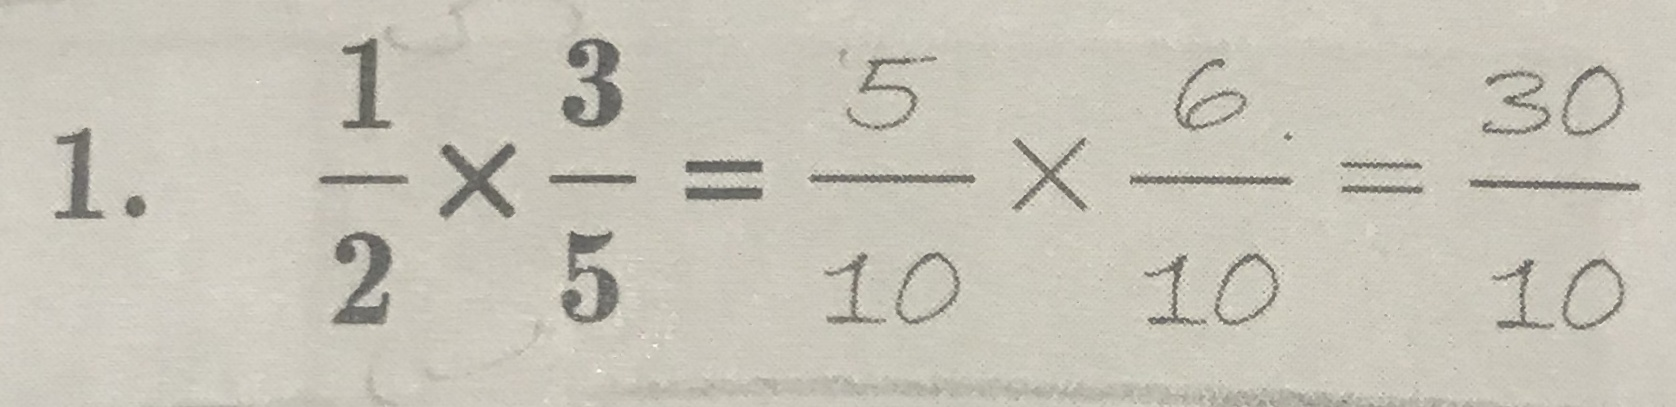 1. 1/2 × 3/5 = 5/10 × 6/10 = 30/10